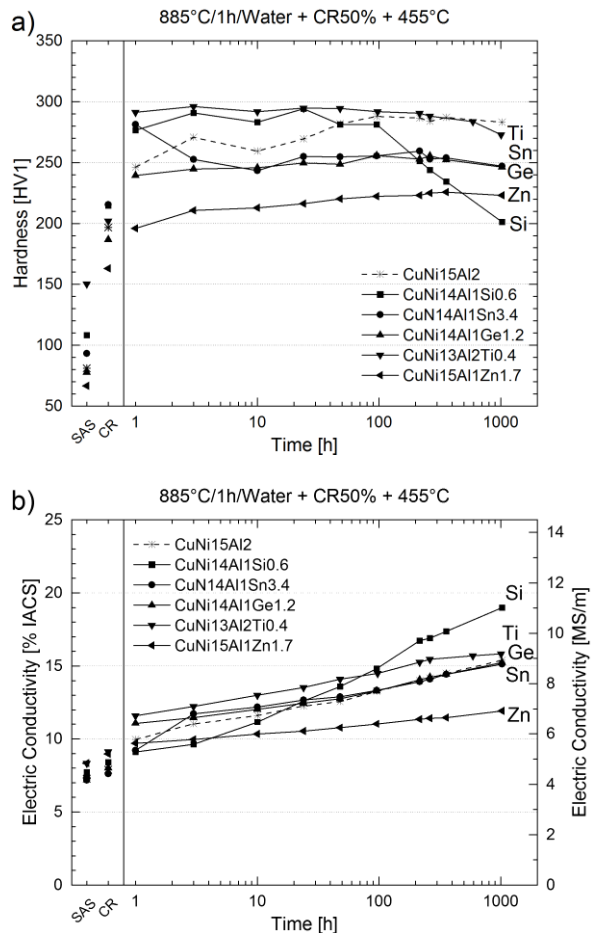 885°C/1h/Water + CR50% + 455°C
a)
350
300
250
200
150
100
50
Hardness [HV1]
Ti
Sn
Ge
Zn
Si
CuNi15Al2
CuNi14Al1Si0.6
CuN14Al1Sn3.4
CuNi14Al1Ge1.2
CuNi13Al2Ti0.4
CuNi15Al1Zn1.7
SAS
CR
1
10
100
1000
Time [h]
885°C/1h/Water + CR50% + 455°C
b)
25
20
15
10
5
0
Electric Conductivity [% IACS]
CuNi15Al2
CuNi14Al1Si0.6
CuN14Al1Sn3.4
CuNi14Al1Ge1.2
CuNi13Al2Ti0.4
CuNi15Al1Zn1.7
Si
Ti
Ge
Sn
Zn
14
12
10
8
6
4
2
0
Electric Conductivity [MS/m]
SAS
CR
1
10
100
1000
Time [h]